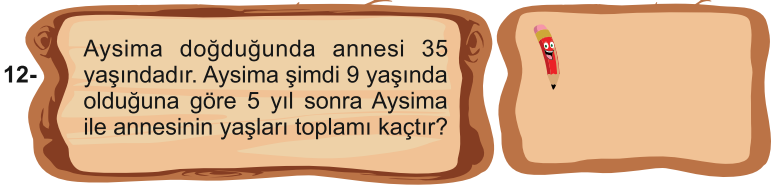 12-
Aysima doğduğunda annesi 35
yaşındadır. Aysima şimdi 9 yaşında
olduğuna göre 5 yıl sonra Aysima
ile annesinin yaşları toplamı kaçtır?